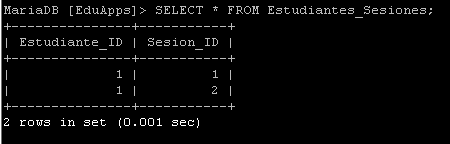 MariaDB [EduApps]> SELECT * FROM Estudiantes_Sesiones;
+---------------+-----------+
| Estudiante_ID | Sesion_ID |
+---------------+-----------+
|             1 |         1 |
|             1 |         2 |
+---------------+-----------+
2 rows in set (0.001 sec)